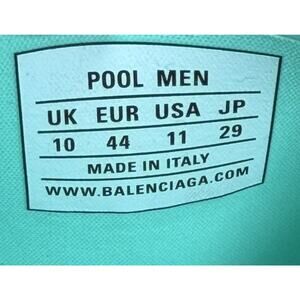 POOL MEN
UK EUR USA JP
10 44 11 29
MADE IN ITALY
WWW.BALENCIAGA.COM